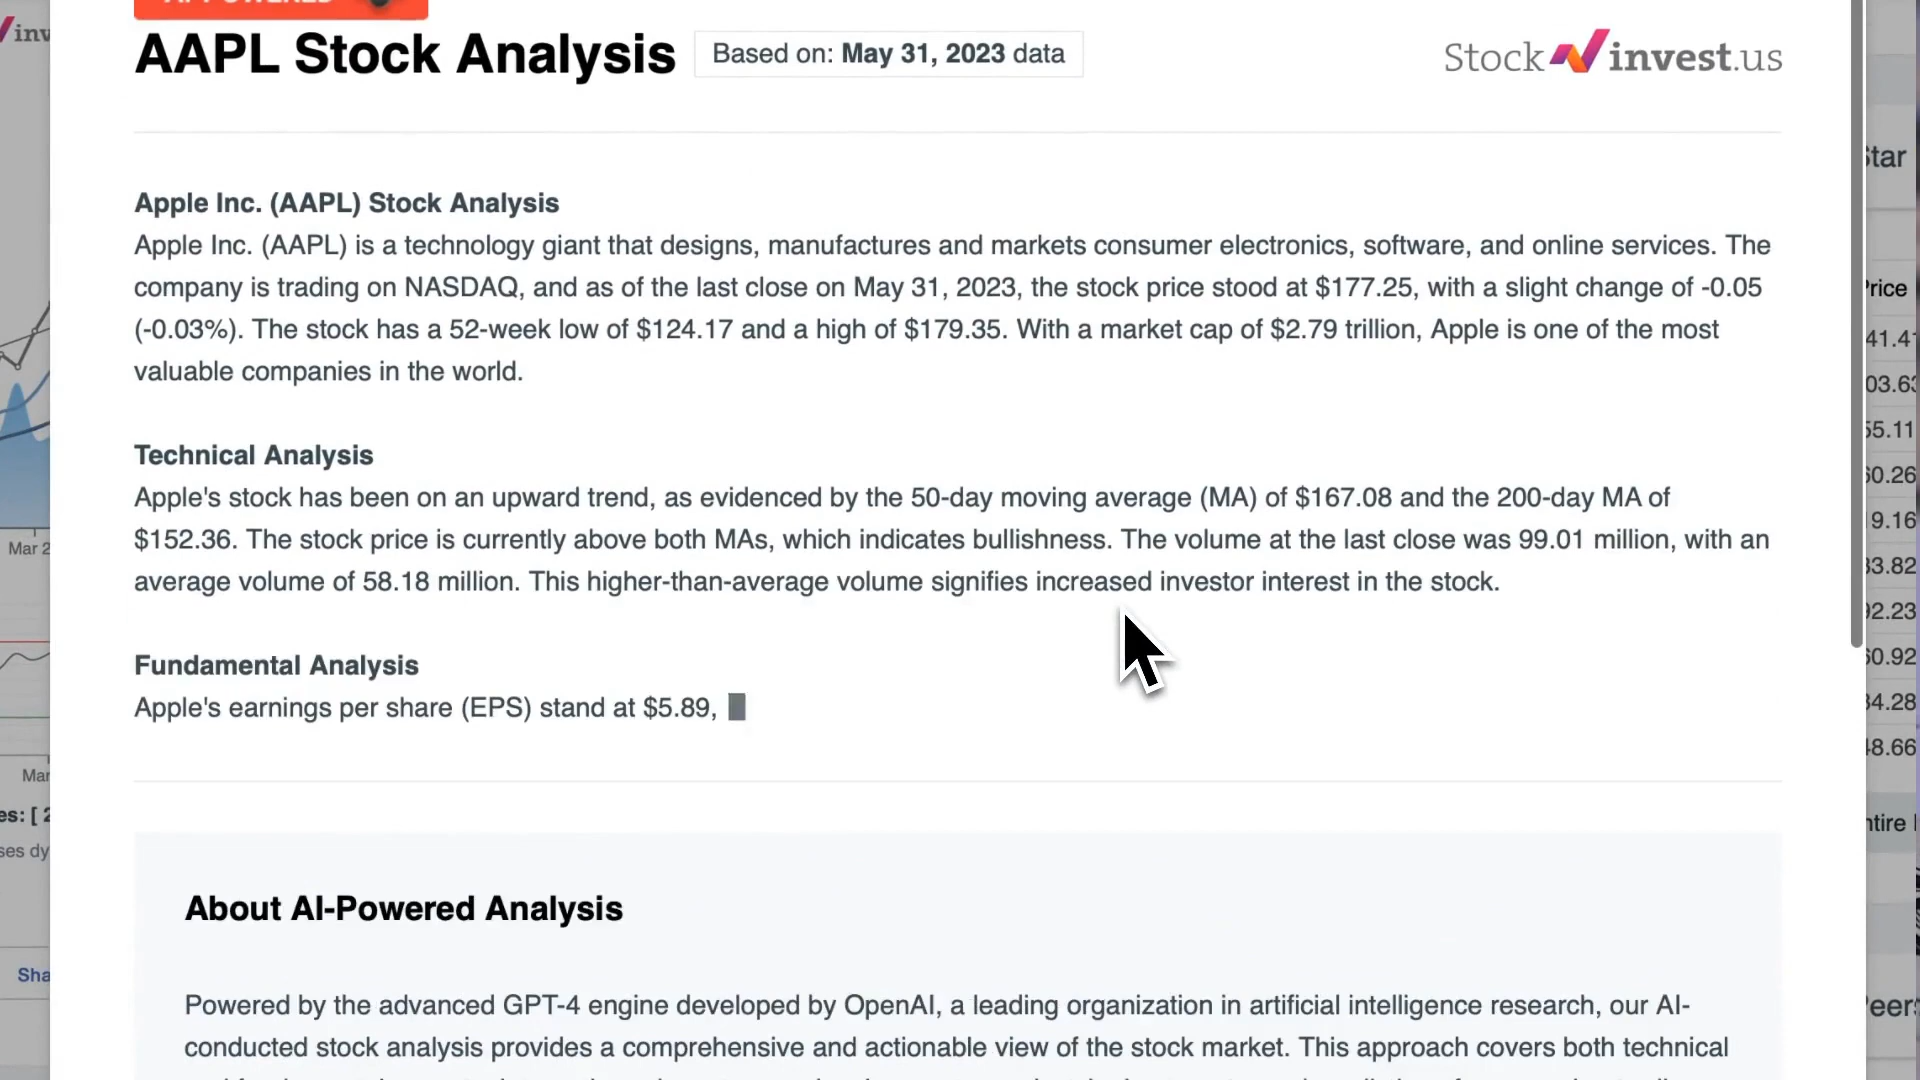 AAPL Stock Analysis
Based on: May 31, 2023 data
Stock invest.us
Apple Inc. (AAPL) Stock Analysis
Apple Inc. (AAPL) is a technology giant that designs, manufactures and markets consumer electronics, software, and online services. The
company is trading on NASDAQ, and as of the last close on May 31, 2023, the stock price stood at $177.25, with a slight change of -0.05
(-0.03%). The stock has a 52-week low of $124.17 and a high of $179.35. With a market cap of $2.79 trillion, Apple is one of the most
valuable companies in the world.
Technical Analysis
Apple's stock has been on an upward trend, as evidenced by the 50-day moving average (MA) of $167.08 and the 200-day MA of
$152.36. The stock price is currently above both MAs, which indicates bullishness. The volume at the last close was 99.01 million, with an
average volume of 58.18 million. This higher-than-average volume signifies increased investor interest in the stock.
Fundamental Analysis
Apple's earnings per share (EPS) stand at $5.89,
About AI-Powered Analysis
Powered by the advanced GPT-4 engine developed by OpenAI, a leading organization in artificial intelligence research, our AI-
conducted stock analysis provides a comprehensive and actionable view of the stock market. This approach covers both technical